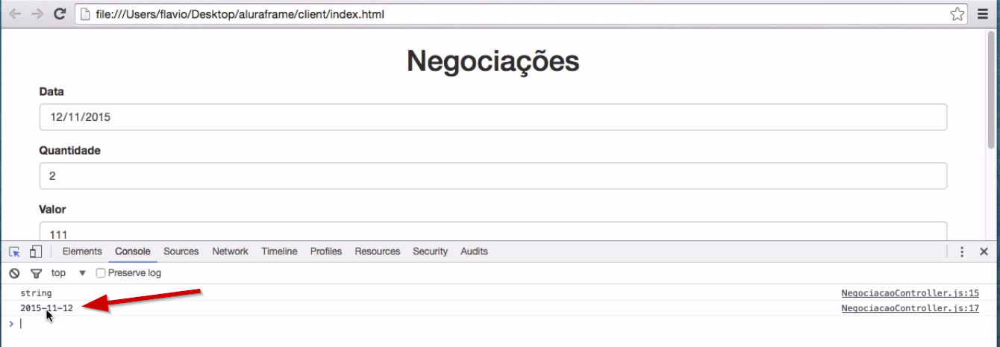 file:///Users/flavio/Desktop/aluraframe/client/index.html
Negociações
Data
12/11/2015
Quantidade
2
Valor
111
Elements Console Sources Network Timeline Profiles Resources Security Audits
top Preserve log
string NegociacaoController.js:15
2015-11-12 NegociacaoController.js:17